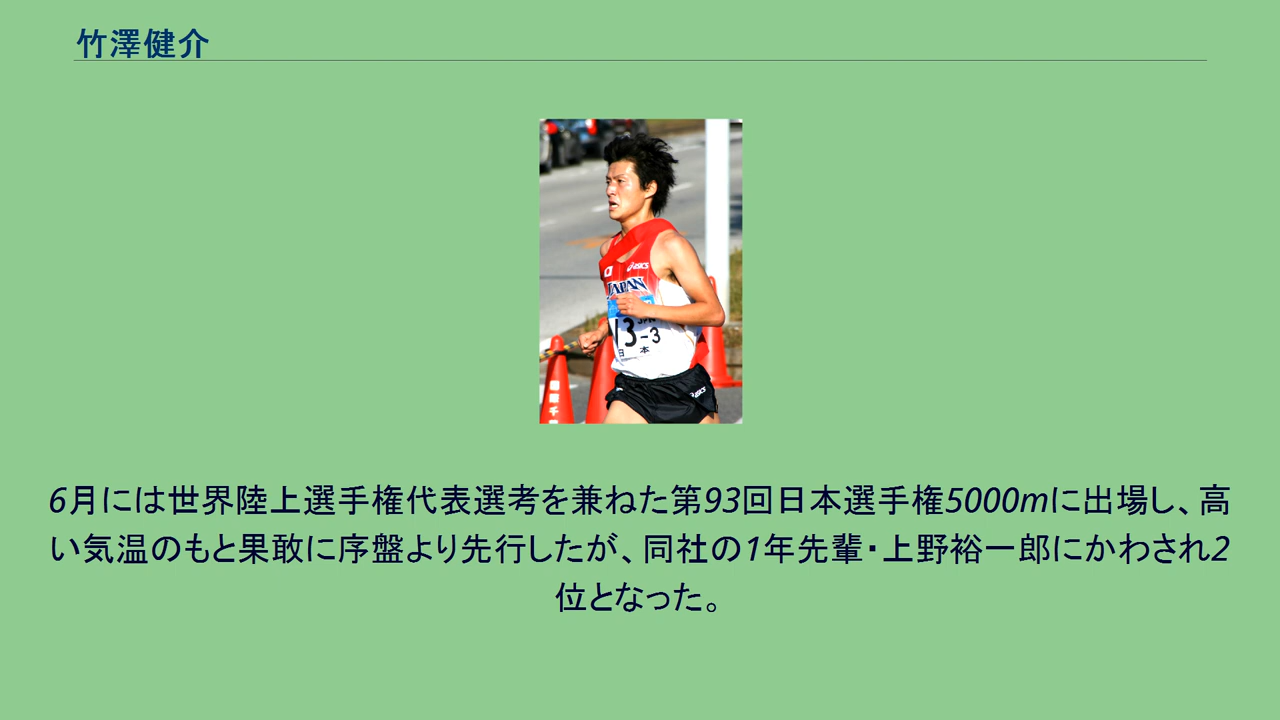 竹澤健介
asics
JAPAN
JPN
13-3
日 本
asics
6月には世界陸上選手権代表選考を兼ねた第93回日本選手権5000mに出場し、高
い気温のもと果敢に序盤より先行したが、同社の1年先輩・上野裕一郎にかわされ2
位となった。